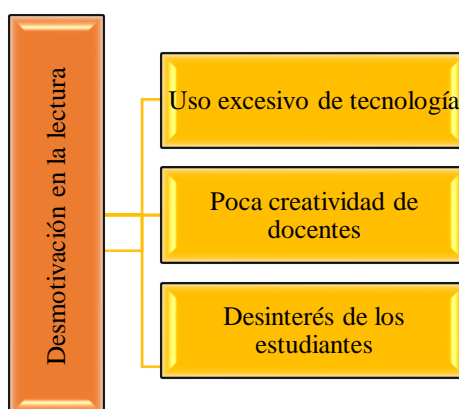 Desmotivación en la lectura
Uso excesivo de tecnología
Poca creatividad de
docentes
Desinterés de los
estudiantes